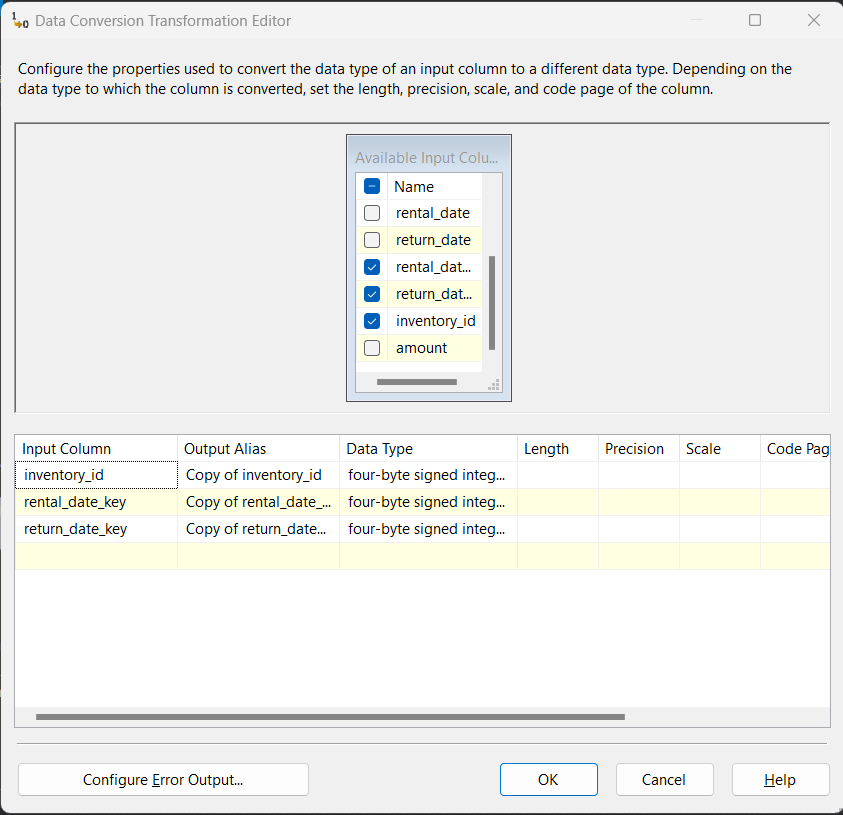 Data Conversion Transformation Editor
Configure the properties used to convert the data type of an input column to a different data type. Depending on the
data type to which the column is converted, set the length, precision, scale, and code page of the column.
Available Input Colu...
Name
rental_date
return_date
rental_dat...
return_dat...
inventory_id
amount
Input Column Output Alias Data Type Length Precision Scale Code Pag
inventory_id Copy of inventory_id four-byte signed integ...
rental_date_key Copy of rental_date_... four-byte signed integ...
return_date_key Copy of return_date... four-byte signed integ...
Configure Error Output... OK Cancel Help